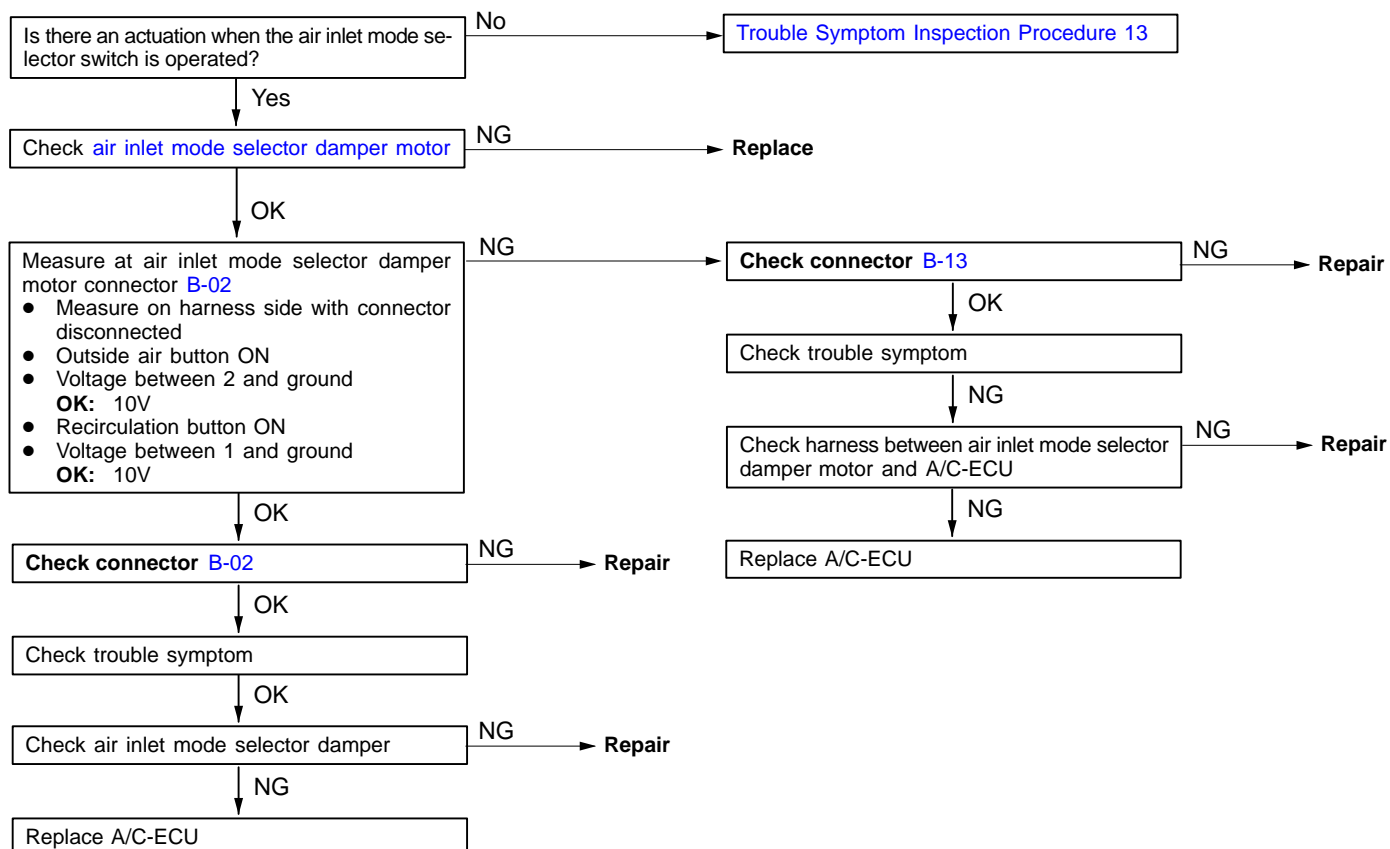 Is there an actuation when the air inlet mode se-
lector switch is operated?
No
Trouble Symptom Inspection Procedure 13
Yes
Check air inlet mode selector damper motor
NG
Replace
OK
Measure at air inlet mode selector damper
motor connector B-02
● Measure on harness side with connector
disconnected
● Outside air button ON
● Voltage between 2 and ground
OK: 10V
● Recirculation button ON
● Voltage between 1 and ground
OK: 10V
NG
Check connector B-13
NG
Repair
OK
Check trouble symptom
NG
Check harness between air inlet mode selector
damper motor and A/C-ECU
NG
Repair
NG
Replace A/C-ECU
OK
Check connector B-02
NG
Repair
OK
Check trouble symptom
OK
Check air inlet mode selector damper
NG
Repair
NG
Replace A/C-ECU